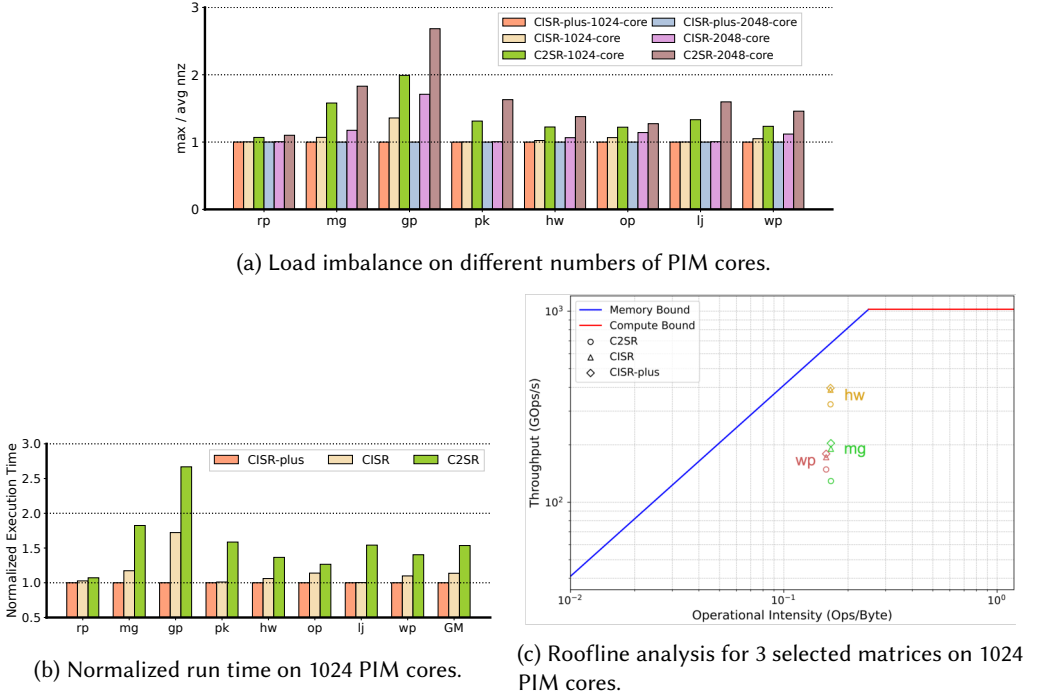 3
2
1
0
max / avg nnz
CISR-plus-1024-core
CISR-1024-core
C2SR-1024-core
CISR-plus-2048-core
CISR-2048-core
C2SR-2048-core
rp mg gp pk hw op lj wp
(a) Load imbalance on different numbers of PIM cores.
3.0
2.5
2.0
1.5
1.0
0.5
Normalized Execution Time
CISR-plus CISR C2SR
rp mg gp pk hw op lj wp GM
(b) Normalized run time on 1024 PIM cores.
10³
10²
Throughput (GOps/s)
Memory Bound
Compute Bound
C2SR
CISR
CISR-plus
hw
mg
wp
10⁻² 10⁻¹ 10⁰
Operational Intensity (Ops/Byte)
(c) Roofline analysis for 3 selected matrices on 1024
PIM cores.